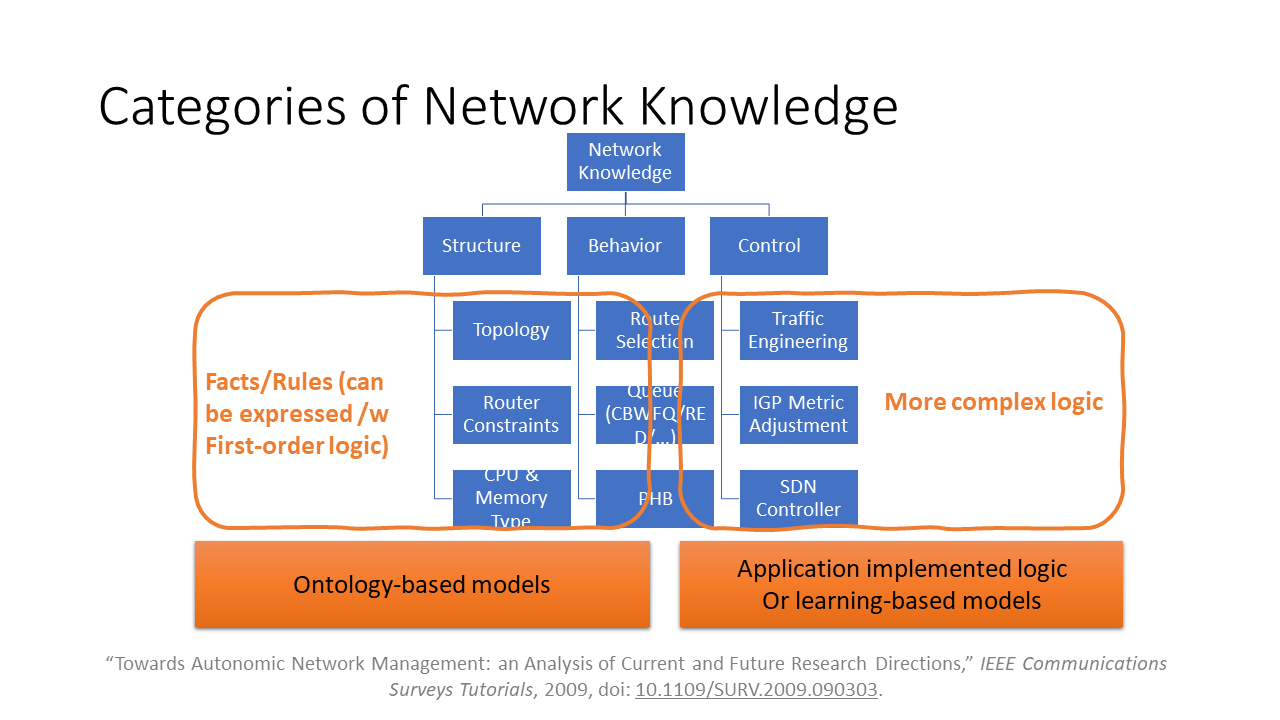 Categories of Network Knowledge
Network
Knowledge
Structure
Behavior
Control
Topology
Router
Constraints
CPU &
Memory
Type
Route
Selection
Queue
(CBWFQ/RE
D/...)
PHB
Traffic
Engineering
IGP Metric
Adjustment
SDN
Controller
Facts/Rules (can
be expressed /w
First-order logic)
More complex logic
Ontology-based models
Application implemented logic
Or learning-based models
“Towards Autonomic Network Management: an Analysis of Current and Future Research Directions,” IEEE Communications
Surveys Tutorials, 2009, doi: 10.1109/SURV.2009.090303.